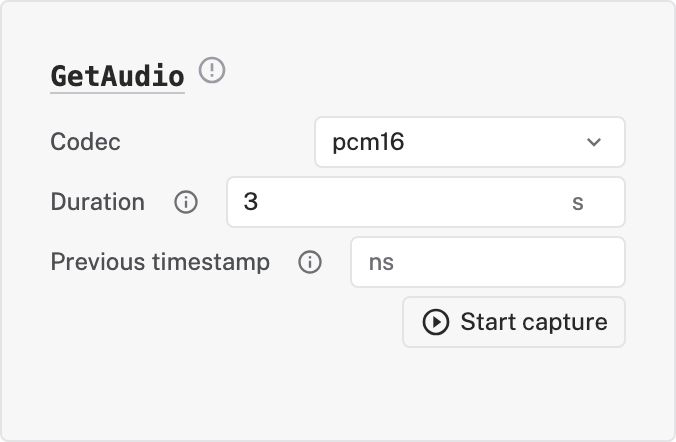 GetAudio
Codec pcm16
Duration 3 s
Previous timestamp ns
Start capture